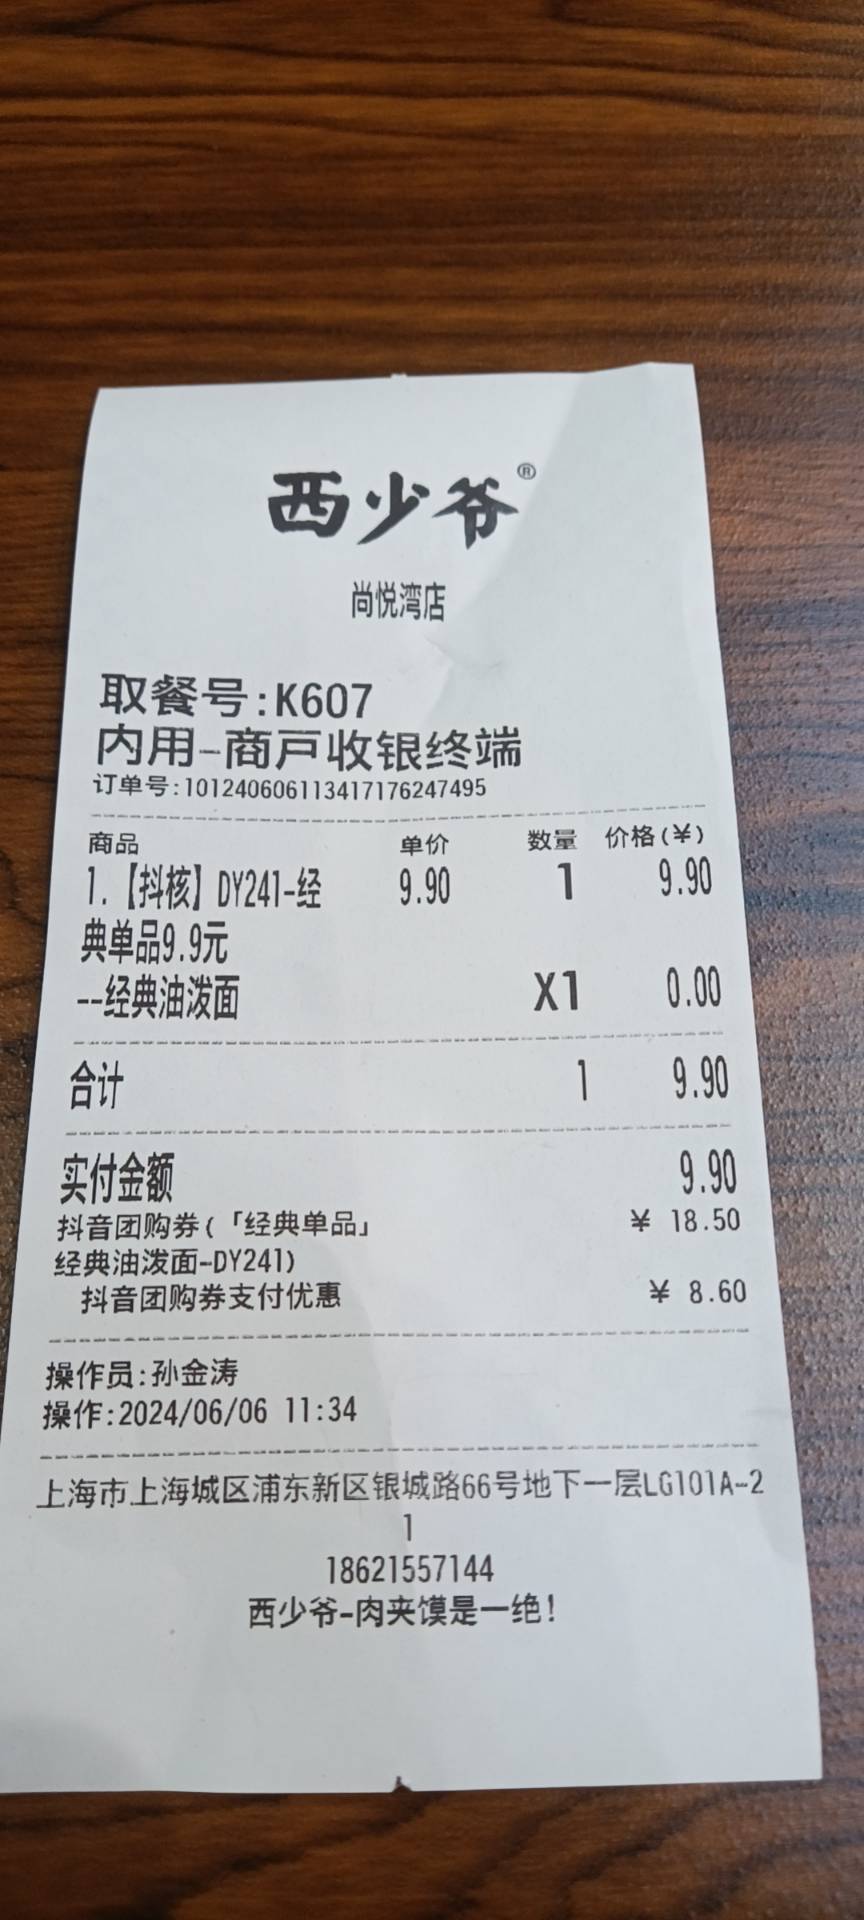 西少爷®
尚悦湾店
取餐号:K607
内用-商戸收银终端
订单号:101240606113417176247495
商品 单价 数量 价格(¥)
1.【抖核】DY241-经 9.90 1 9.90
典单品9.9元
--经典油泼面 X1 0.00
合计 1 9.90
实付金额 9.90
抖音团购券(「经典单品」 ¥ 18.50
经典油泼面-DY241)
抖音团购券支付优惠 ¥ 8.60
操作员:孙金涛
操作:2024/06/06 11:34
上海市上海城区浦东新区银城路66号地下一层LG101A-2
1
18621557144
西少爷-肉夹馍是一绝!